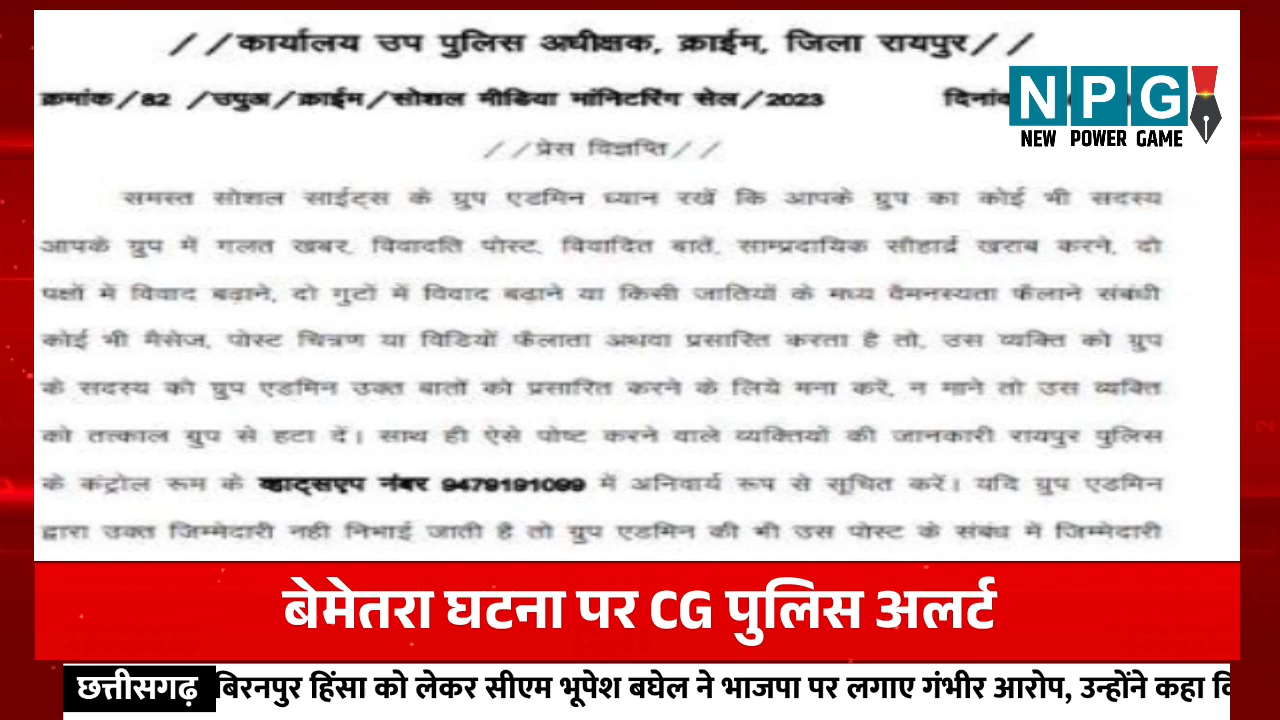 //कार्यालय उप पुलिस अधीक्षक, क्राईम, जिला रायपुर//
क्रमांक/82 /उपुअ/क्राईम/सोशल मीडिया मॉनिटरिंग सेल/2023
NPG
NEW POWER GAME
//प्रेस विज्ञप्ति//
समस्त सोशल साईट्स के ग्रुप एडमिन ध्यान रखें कि आपके ग्रुप का कोई भी सदस्य
आपके ग्रुप में गलत खबर, विवादति पोस्ट, विवादित बातें, साम्प्रदायिक सौहार्द्र खराब करने, दो
पक्षों में विवाद बढ़ाने, दो गुटों में विवाद बढ़ाने या किसी जातियों के मध्य वैमनस्यता फैलाने संबंधी
कोई भी मैसेज, पोस्ट चित्रण या विडियों फैलाता अथवा प्रसारित करता है तो, उस व्यक्ति को ग्रुप
के सदस्य को ग्रुप एडमिन उक्त बातों को प्रसारित करने के लिये मना करें, न माने तो उस व्यक्ति
को तत्काल ग्रुप से हटा दें। साथ ही ऐसे पोष्ट करने वाले व्यक्तियों की जानकारी रायपुर पुलिस
के कंट्रोल रूम के व्हाट्सएप नंबर 9479191099 में अनिवार्य रूप से सूचित करें। यदि ग्रुप एडमिन
द्वारा उक्त जिम्मेदारी नही निभाई जाती है तो ग्रुप एडमिन की भी उस पोस्ट के संबंध में जिम्मेदारी
बेमेतरा घटना पर CG पुलिस अलर्ट
छत्तीसगढ़ बिरनपुर हिंसा को लेकर सीएम भूपेश बघेल ने भाजपा पर लगाए गंभीर आरोप, उन्होंने कहा